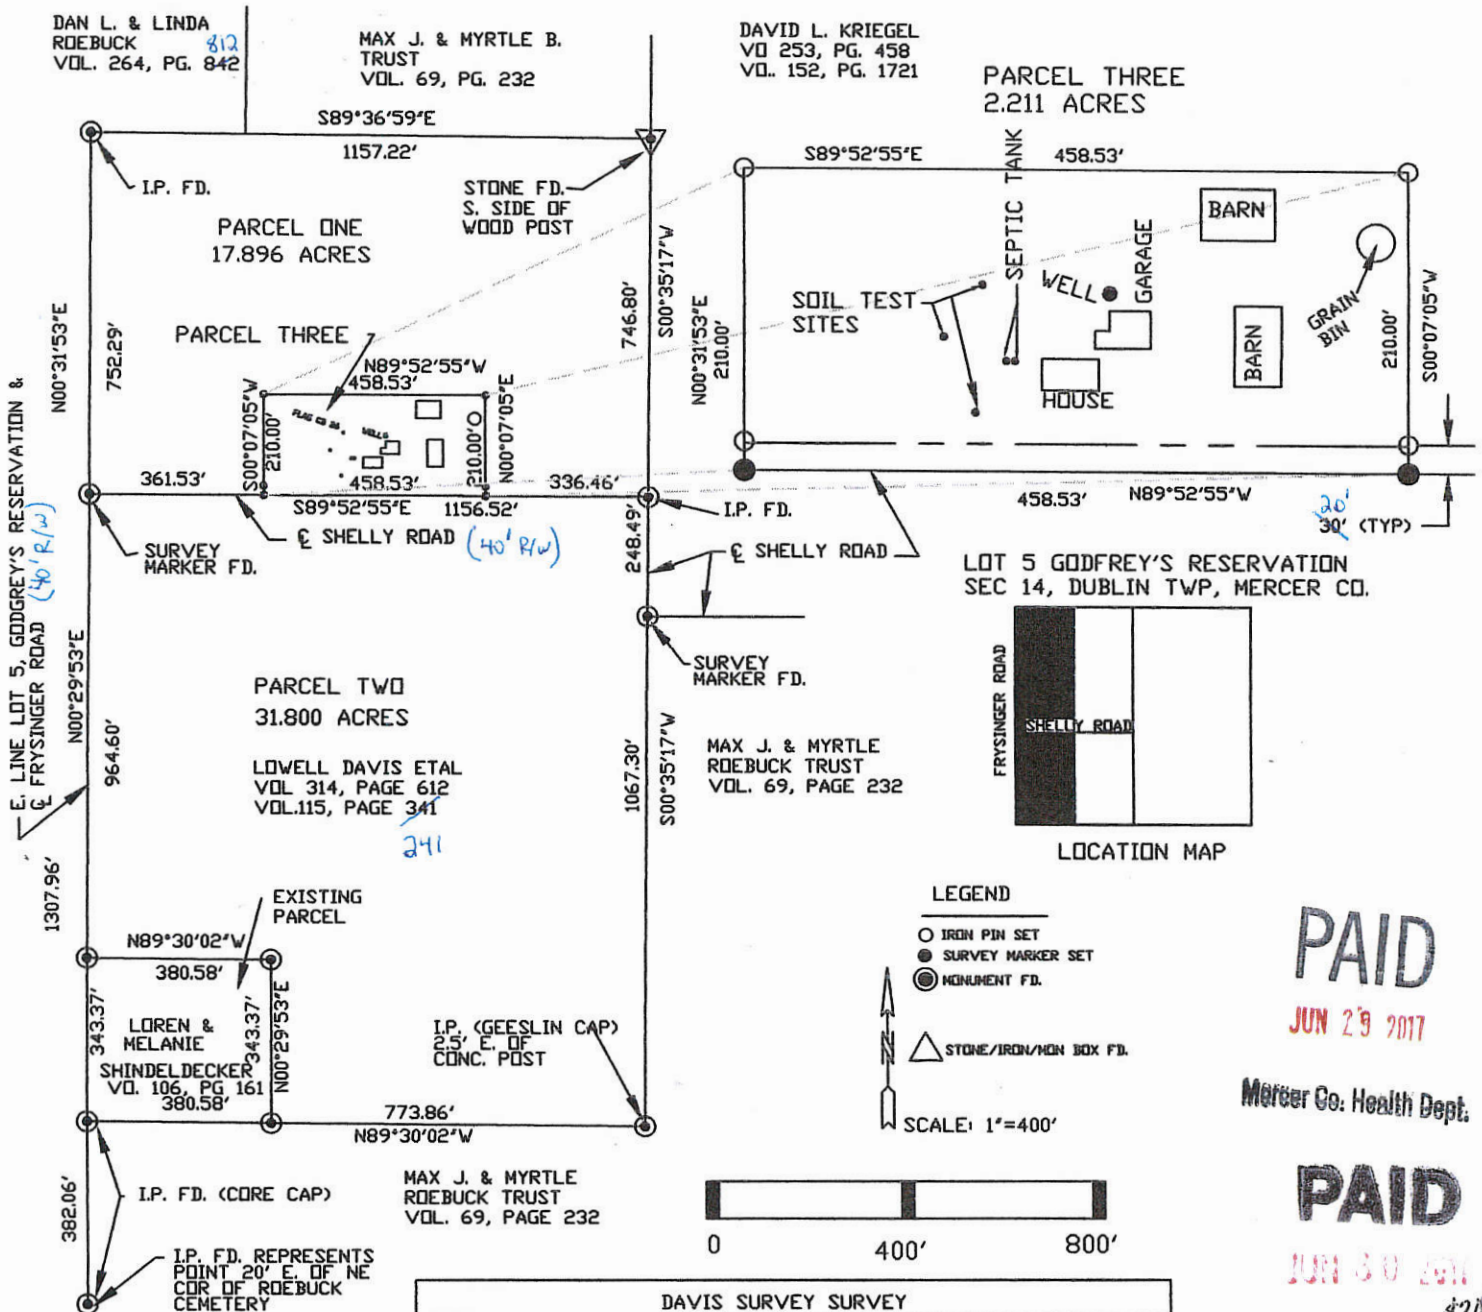 DAN L. & LINDA
ROEBUCK 812
VOL. 264, PG. 842
MAX J. & MYRTLE B.
TRUST
VOL. 69, PG. 232
DAVID L. KRIEGEL
VO 253, PG. 458
VO.. 152, PG. 1721
PARCEL THREE
2.211 ACRES
S89°36'59"E
1157.22'
I.P. FD.
STONE FD.
S. SIDE OF
WOOD POST
PARCEL ONE
17.896 ACRES
N00°31'53"E
752.29'
746.80'
S00°35'17"W
PARCEL THREE
N89°52'55"W
458.53'
S00°07'05"W
210.00'
WELL
210.00'
N00°07'05"E
361.53'
458.53'
336.46'
S89°52'55"E
1156.52'
℄ SHELLY ROAD (40' R/W)
SURVEY
MARKER FD.
I.P. FD.
248.49'
℄ SHELLY ROAD
SURVEY
MARKER FD.
S89°52'55"E
458.53'
SEPTIC TANK
BARN
GARAGE
WELL
SOIL TEST
SITES
GRAIN
BIN
BARN
HOUSE
N00°31'53"E
210.00'
210.00'
S00°07'05"W
458.53'
N89°52'55"W
20'
30' (TYP)
LOT 5 GODFREY'S RESERVATION
SEC 14, DUBLIN TWP, MERCER CO.
FRYSINGER ROAD
SHELLY ROAD
LOCATION MAP
E. LINE LOT 5, GODGREY'S RESERVATION &
℄ FRYSINGER ROAD (40' R/W)
N00°29'53"E
964.60'
1307.96'
PARCEL TWO
31.800 ACRES
LOWELL DAVIS ETAL
VOL 314, PAGE 612
VOL.115, PAGE 341
241
1067.30'
S00°35'17"W
MAX J. & MYRTLE
ROEBUCK TRUST
VOL. 69, PAGE 232
EXISTING
PARCEL
N89°30'02"W
380.58'
343.37'
LOREN &
MELANIE
SHINDELDECKER
VO. 106, PG 161
380.58'
343.37'
N00°29'53"E
I.P. (GEESLIN CAP)
2.5' E. OF
CONC. POST
773.86'
N89°30'02"W
LEGEND
IRON PIN SET
SURVEY MARKER SET
MONUMENT FD.
N
STONE/IRON/MON BOX FD.
SCALE: 1"=400'
PAID
JUN 29 2017
Mercer Co. Health Dept.
PAID
JUN 30
382.06'
I.P. FD. (CORE CAP)
MAX J. & MYRTLE
ROEBUCK TRUST
VOL. 69, PAGE 232
0 400' 800'
I.P. FD. REPRESENTS
POINT 20' E. OF NE
COR OF ROEBUCK
CEMETERY
DAVIS SURVEY SURVEY